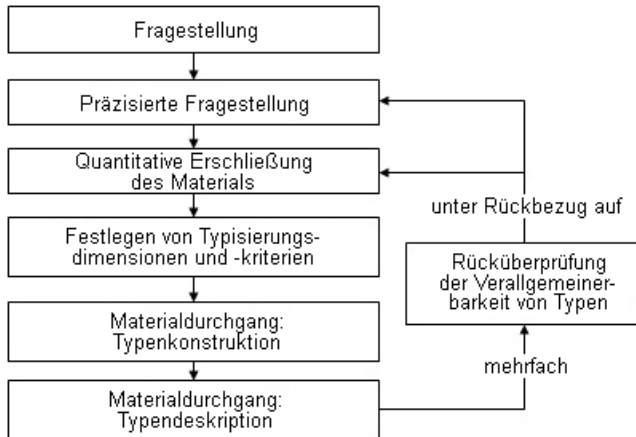 Fragestellung
Präzisierte Fragestellung
Quantitative Erschließung
des Materials
Festlegen von Typisierungs-
dimensionen und -kriterien
Materialdurchgang:
Typenkonstruktion
Materialdurchgang:
Typendeskription
unter Rückbezug auf
Rücküberprüfung
der Verallgemeiner-
barkeit von Typen
mehrfach